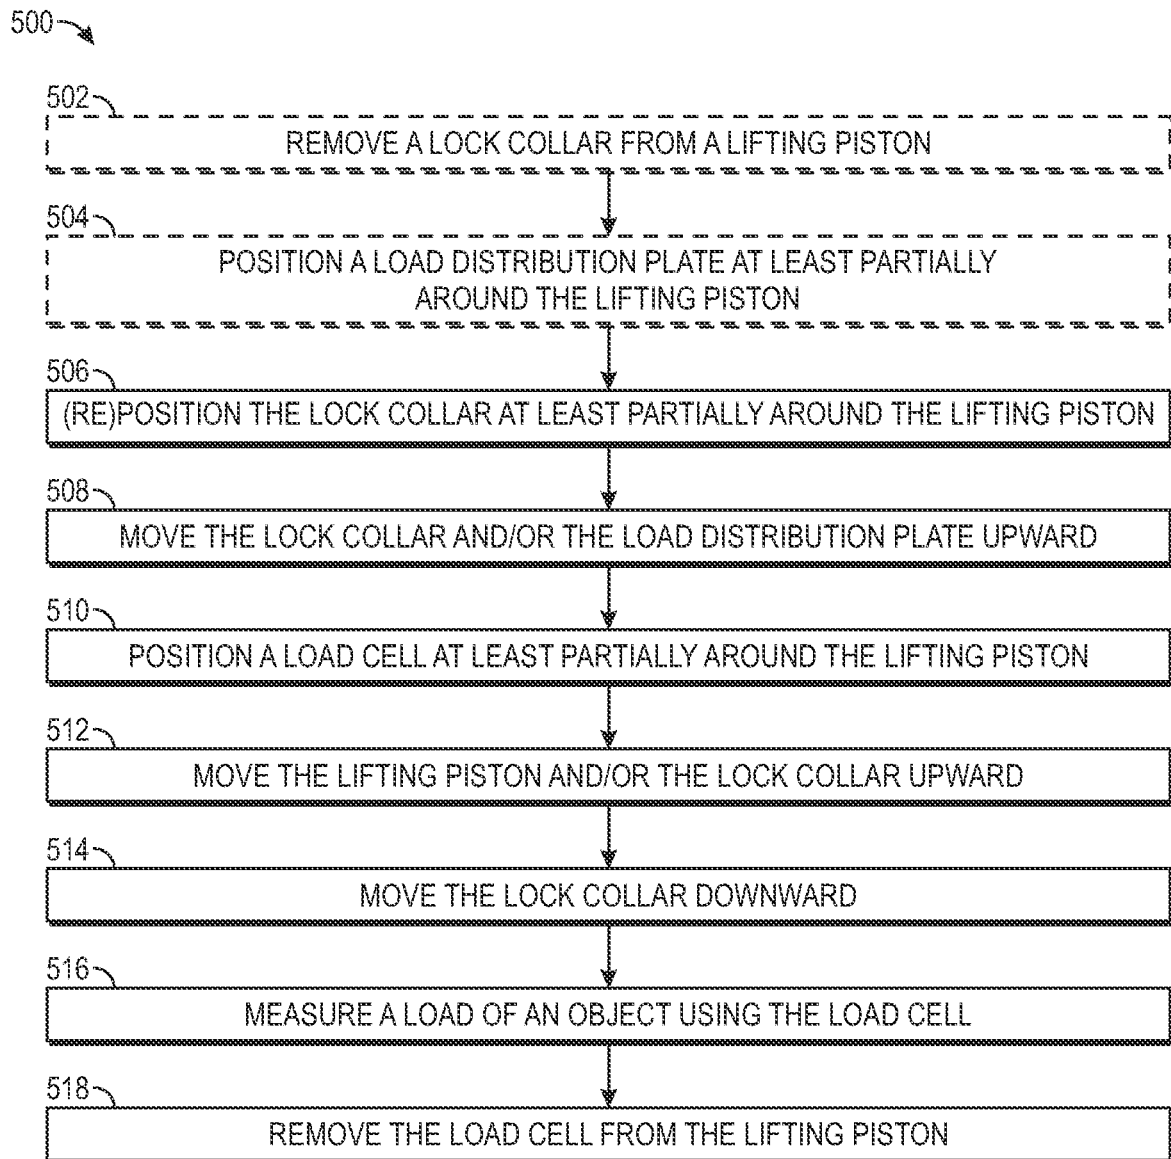 500
502
REMOVE A LOCK COLLAR FROM A LIFTING PISTON
504
POSITION A LOAD DISTRIBUTION PLATE AT LEAST PARTIALLY
AROUND THE LIFTING PISTON
506
(RE)POSITION THE LOCK COLLAR AT LEAST PARTIALLY AROUND THE LIFTING PISTON
508
MOVE THE LOCK COLLAR AND/OR THE LOAD DISTRIBUTION PLATE UPWARD
510
POSITION A LOAD CELL AT LEAST PARTIALLY AROUND THE LIFTING PISTON
512
MOVE THE LIFTING PISTON AND/OR THE LOCK COLLAR UPWARD
514
MOVE THE LOCK COLLAR DOWNWARD
516
MEASURE A LOAD OF AN OBJECT USING THE LOAD CELL
518
REMOVE THE LOAD CELL FROM THE LIFTING PISTON